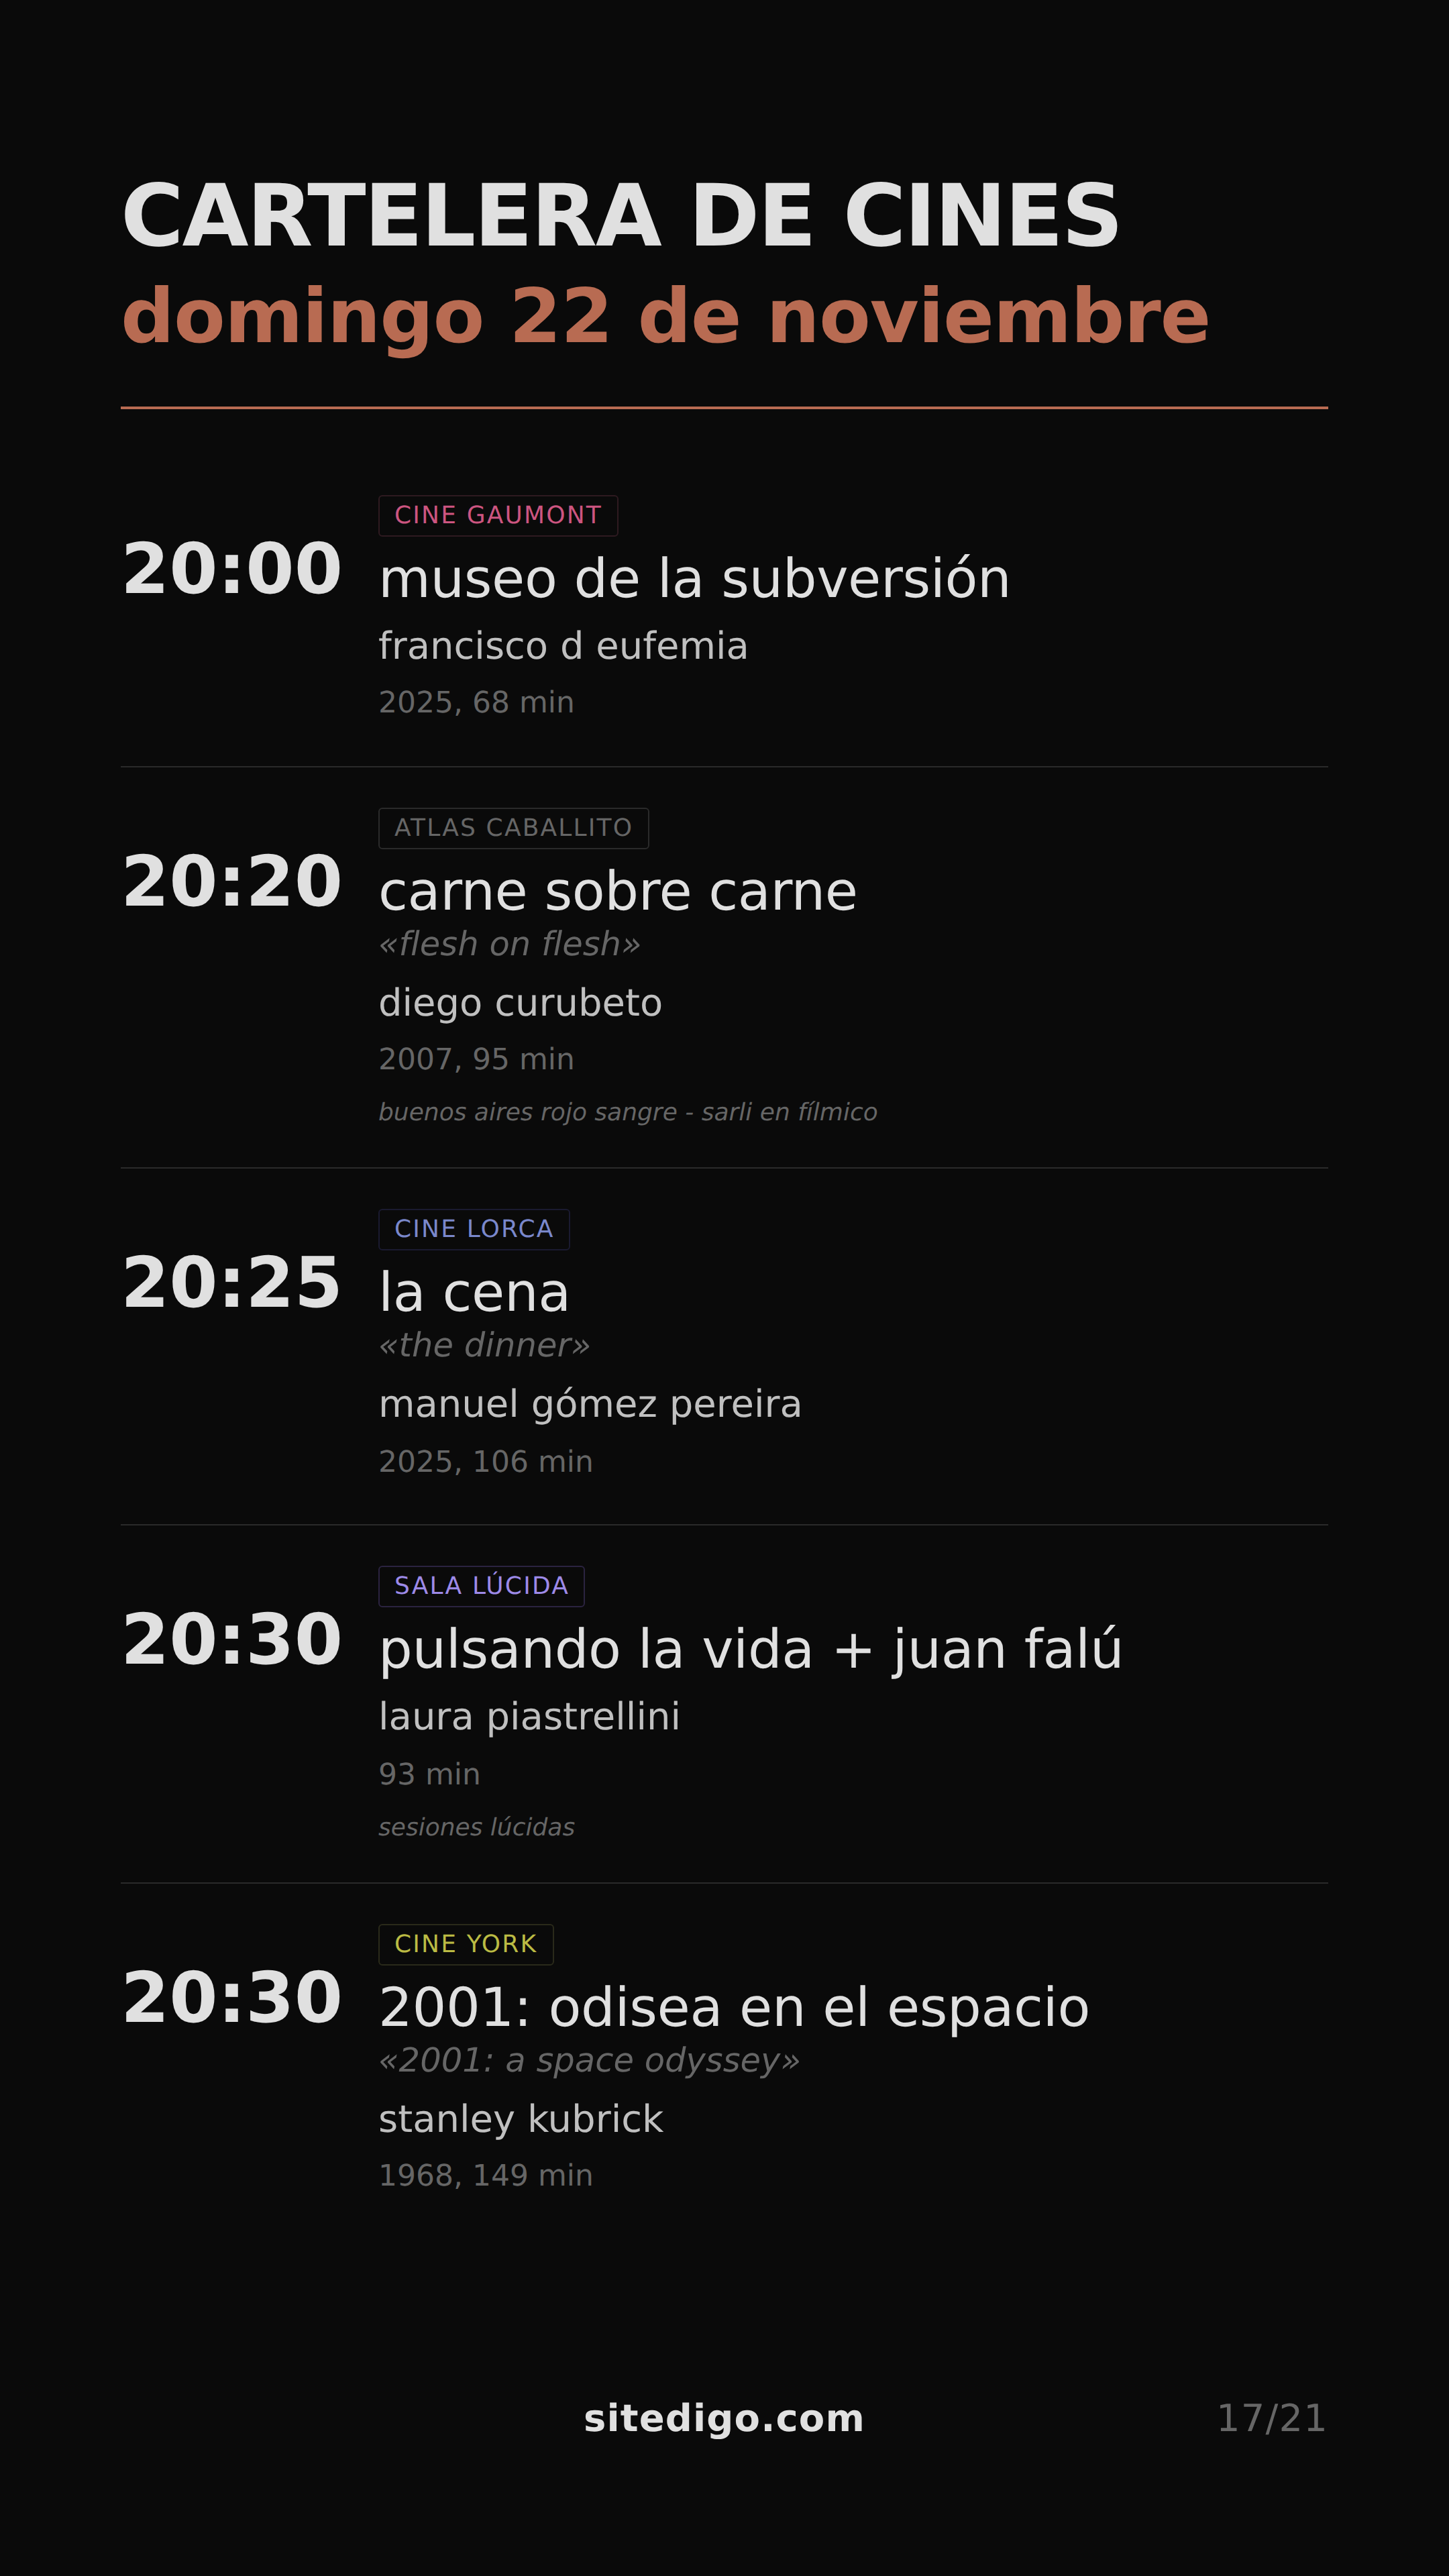 CARTELERA DE CINES
domingo 22 de noviembre
CINE GAUMONT
20:00
museo de la subversión
francisco d eufemia
2025, 68 min
ATLAS CABALLITO
20:20
carne sobre carne
«flesh on flesh»
diego curubeto
2007, 95 min
buenos aires rojo sangre - sarli en fílmico
CINE LORCA
20:25
la cena
«the dinner»
manuel gómez pereira
2025, 106 min
SALA LÚCIDA
20:30
pulsando la vida + juan falú
laura piastrellini
93 min
sesiones lúcidas
CINE YORK
20:30
2001: odisea en el espacio
«2001: a space odyssey»
stanley kubrick
1968, 149 min
sitedigo.com
17/21